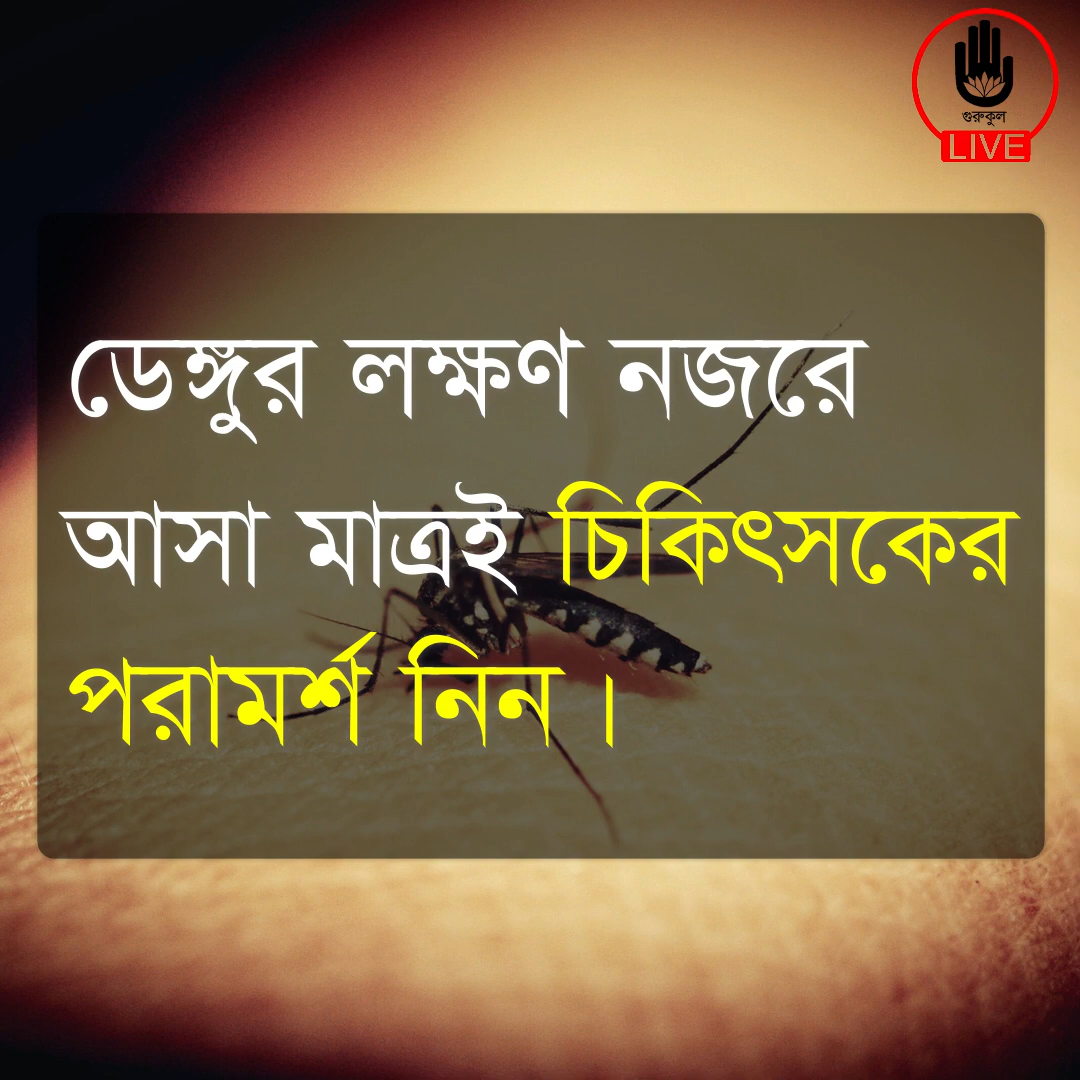 গুরুকুল
LIVE
ডেঙ্গুর লক্ষণ নজরে
আসা মাত্রই চিকিৎসকের
পরামর্শ নিন ।